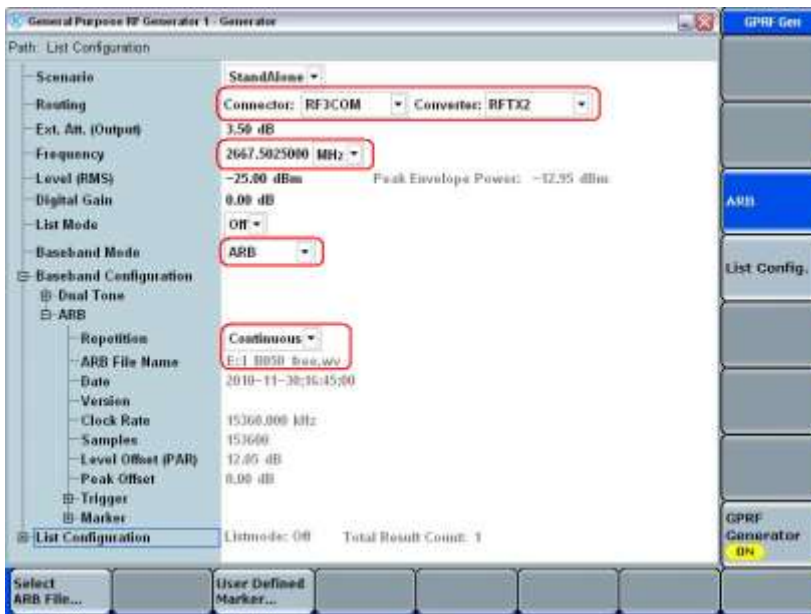 General Purpose RF Generator 1 - Generator
GPRF Gen
Path: List Configuration
Scenario StandAlone
Routing Connector: RF3COM Converter: RFTX2
Ext. Att. (Output) 3.50 dB
Frequency 2667.5025000 MHz
Level (RMS) -25.00 dBm Peak Envelope Power: -12.95 dBm
Digital Gain 0.00 dB
List Mode Off
Baseband Mode ARB
Baseband Configuration
Dual Tone
ARB
Repetition Continuous
ARB File Name
Date 2010-11-30;16:45:00
Version
Clock Rate 15360.000 kHz
Samples 153600
Level Offset (PAR) 12.05 dB
Peak Offset 0.00 dB
Trigger
Marker
List Configuration Listmode: Off Total Result Count: 1
ARB
List Config.
GPRF Generator
ON
Select ARB File...
User Defined Marker...